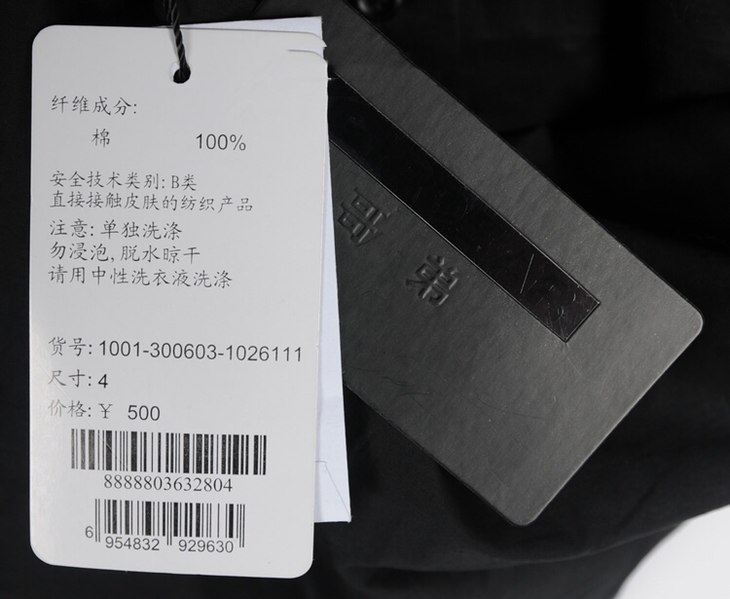 纤维成分:
棉 100%
安全技术类别: B类
直接接触皮肤的纺织产品
注意: 单独洗涤
勿浸泡, 脱水晾干
请用中性洗衣液洗涤
货号: 1001-300603-1026111
尺寸: 4
价格: ¥ 500
8888803632804
6 954832 929630
高弟